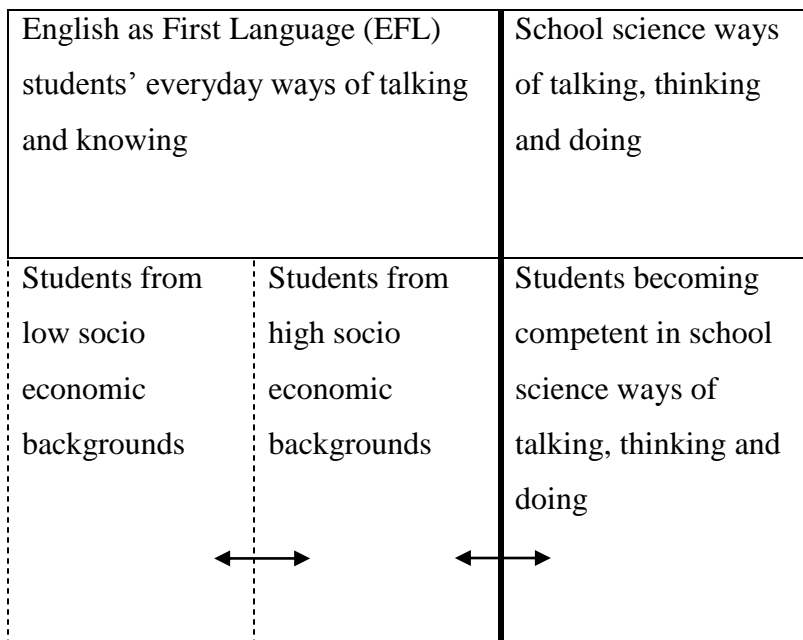 English as First Language (EFL)
students’ everyday ways of talking
and knowing
School science ways
of talking, thinking
and doing
Students from
low socio
economic
backgrounds
Students from
high socio
economic
backgrounds
Students becoming
competent in school
science ways of
talking, thinking and
doing